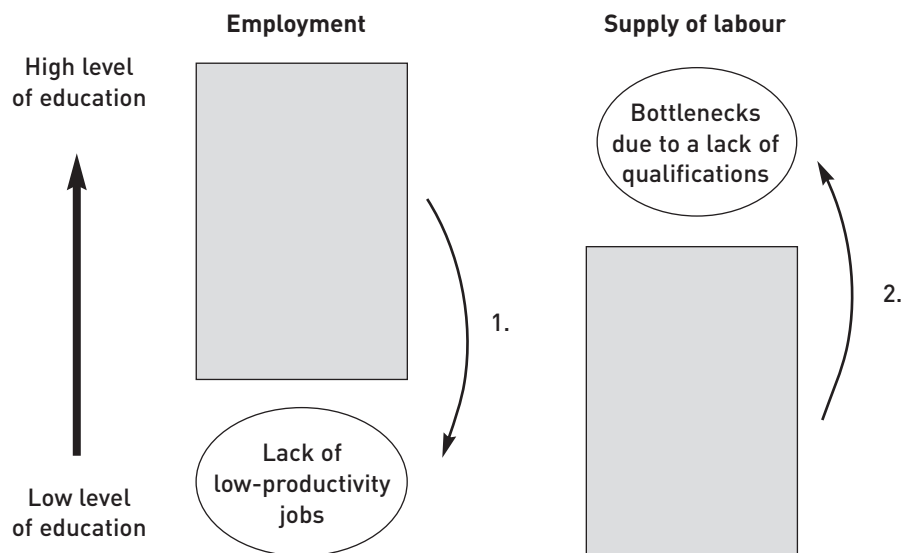 Employment
Supply of labour
High level
of education
Bottlenecks
due to a lack of
qualifications
1.
2.
Lack of
low-productivity
jobs
Low level
of education